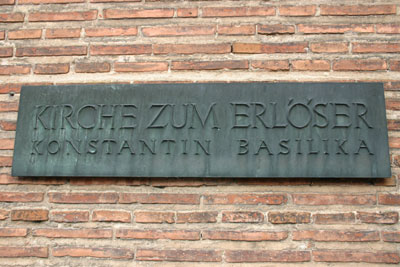 KIRCHE ZUM ERLÖSER
KONSTANTIN BASILIKA